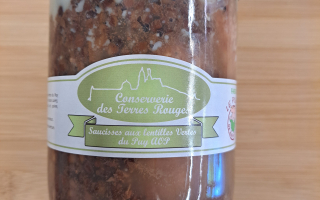 Conserverie
des Terres Rouges
Saucisses aux lentilles Vertes
du Puy AOP